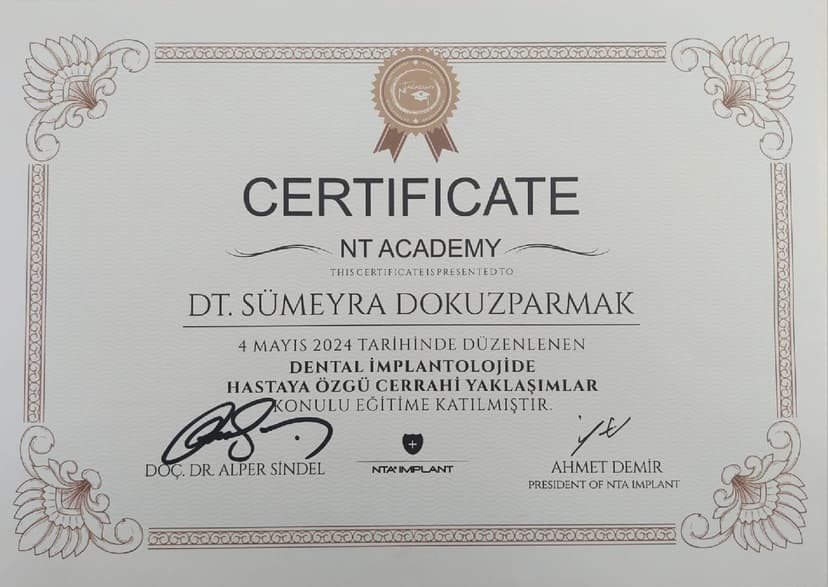 NT ACADEMY
CERTIFICATE
NT ACADEMY
THIS CERTIFICATE IS PRESENTED TO
DT. SÜMEYRA DOKUZPARMAK
4 MAYIS 2024 TARİHİNDE DÜZENLENEN
DENTAL İMPLANTOLOJİDE
HASTAYA ÖZGÜ CERRAHİ YAKLAŞIMLAR
KONULU EĞİTİME KATILMIŞTIR.
DOÇ. DR. ALPER SİNDEL
NTA IMPLANT
AHMET DEMİR
PRESIDENT OF NTA IMPLANT